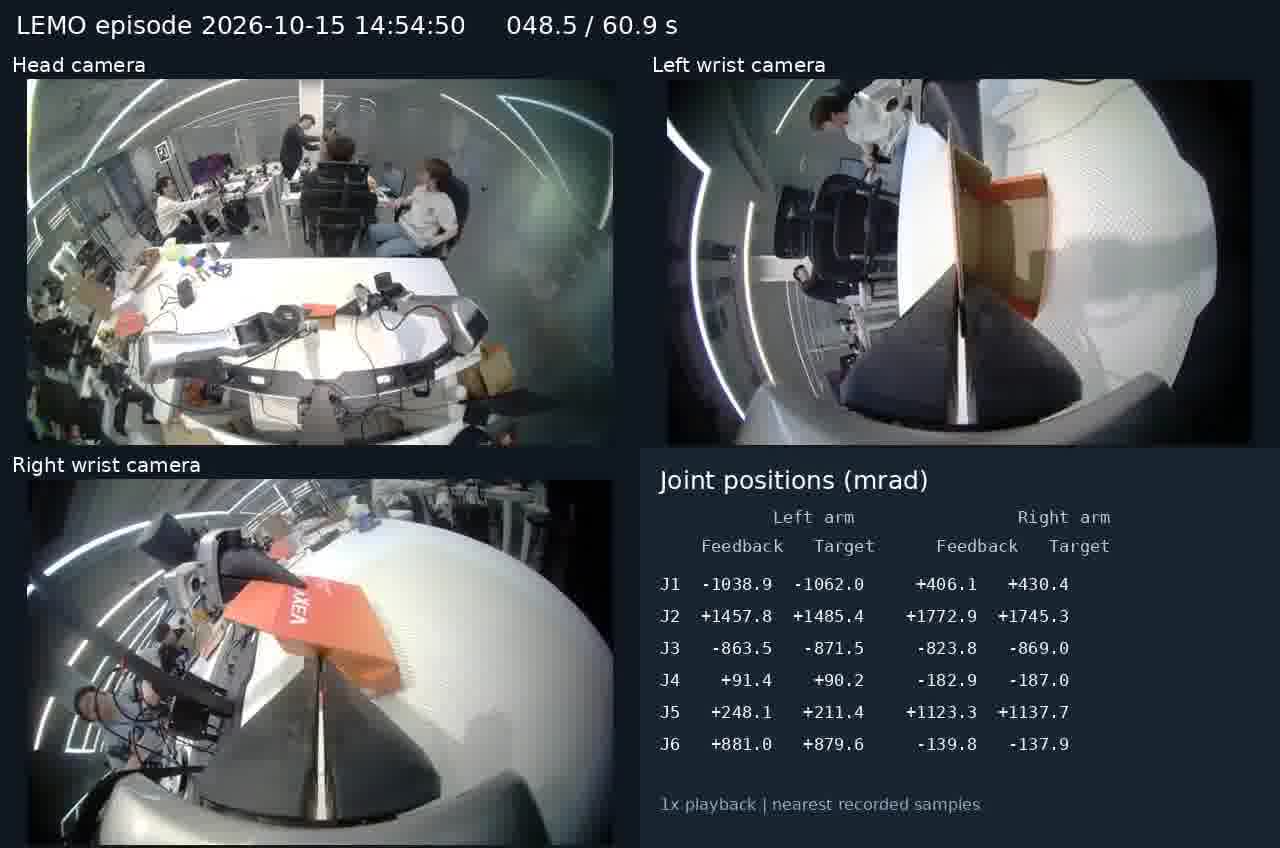 LEMO episode 2026-10-15 14:54:50 048.5 / 60.9 s
Head camera
Left wrist camera
Right wrist camera
Joint positions (mrad)
Left arm Right arm
Feedback Target Feedback Target
J1 -1038.9 -1062.0 +406.1 +430.4
J2 +1457.8 +1485.4 +1772.9 +1745.3
J3 -863.5 -871.5 -823.8 -869.0
J4 +91.4 +90.2 -182.9 -187.0
J5 +248.1 +211.4 +1123.3 +1137.7
J6 +881.0 +879.6 -139.8 -137.9
1x playback | nearest recorded samples